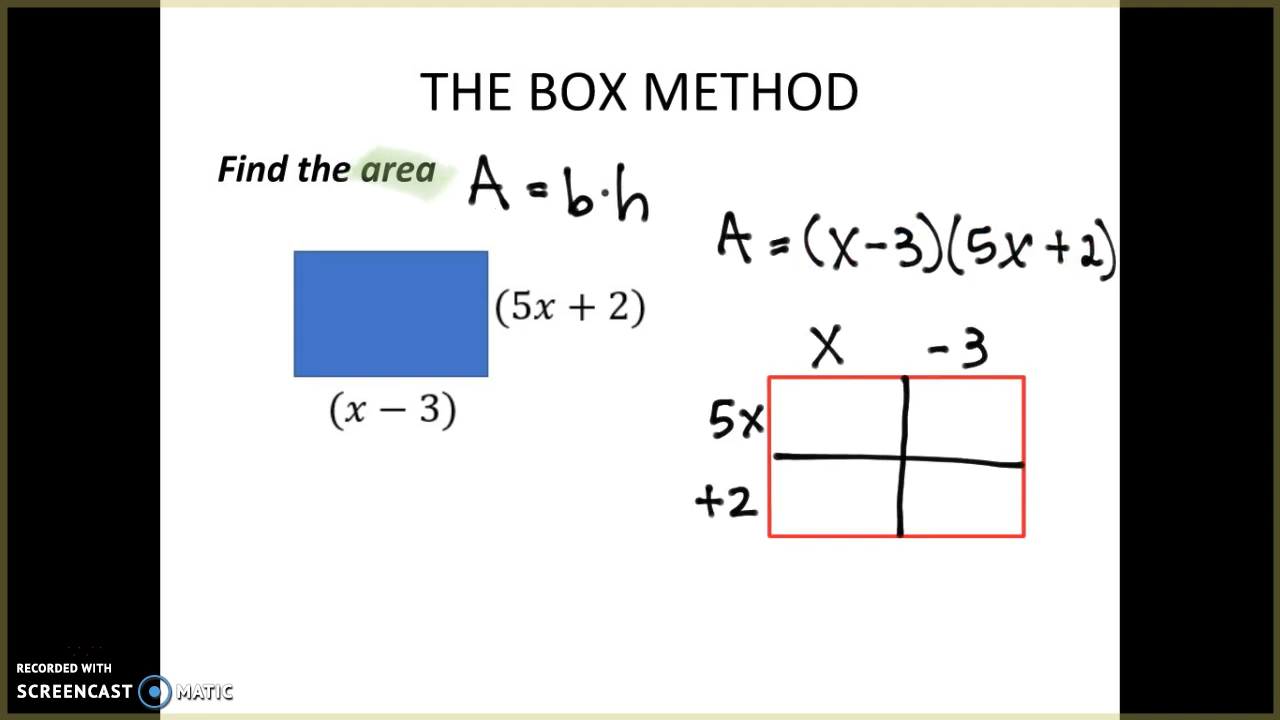 THE BOX METHOD
Find the area A = b·h
A = (x-3)(5x+2)
(5x + 2)
(x − 3)
x -3
5x
+2
RECORDED WITH
SCREENCAST MATIC